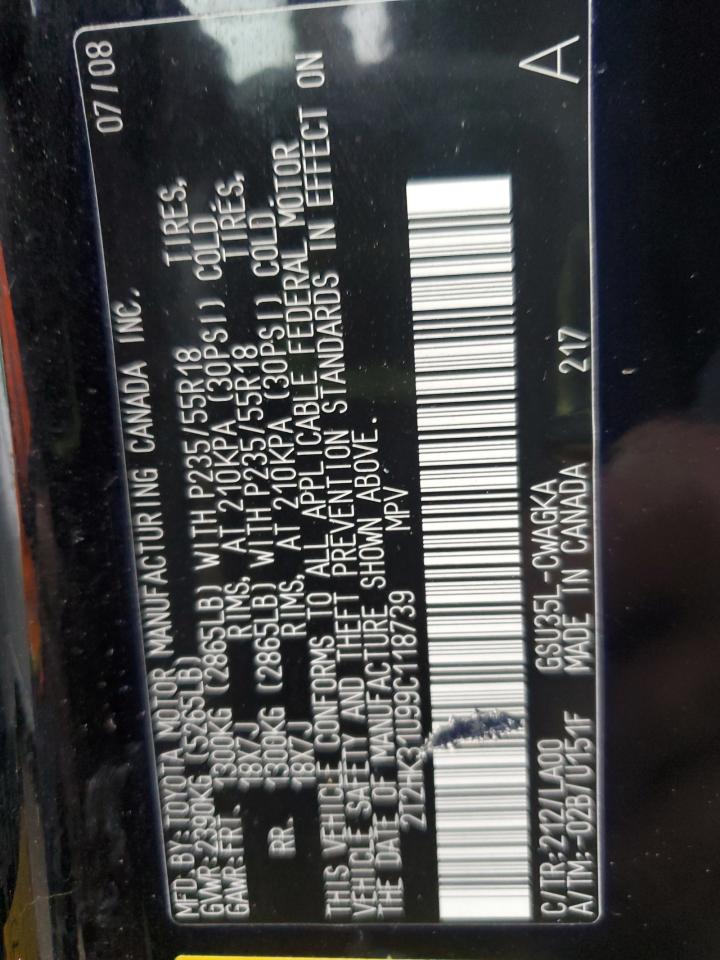 07/08
MFD.BY:TOYOTA MOTOR MANUFACTURING CANADA INC.
GVWR:2390KG (5265LB)
GAWR:FR. 1300KG (2865LB) WITH P235/55R18 TIRES,
18X7J RIMS, AT 210KPA (30PSI) COLD
RR. 1300KG (2865LB) WITH P235/55R18 TIRES,
18X7J RIMS, AT 210KPA (30PSI) COLD
THIS VEHICLE CONFORMS TO ALL APPLICABLE FEDERAL MOTOR
VEHICLE SAFETY AND THEFT PREVENTION STANDARDS IN EFFECT ON
THE DATE OF MANUFACTURE SHOWN ABOVE.
MPV
C/TR:212/LA00 GSU35L-CWAGKA
A/TM:-02B/U151F MADE IN CANADA 217
A